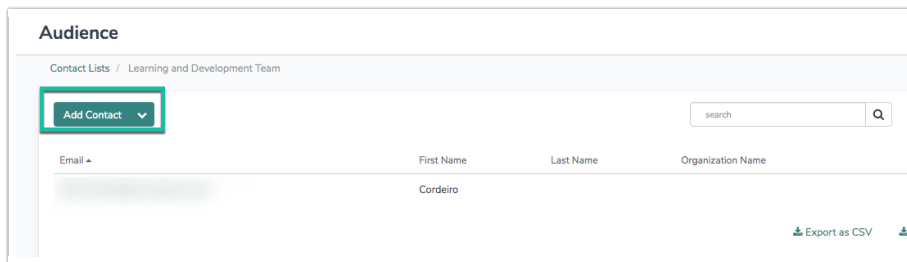 Audience
Contact Lists / Learning and Development Team
Add Contact
search
Email First Name Last Name Organization Name
Cordeiro
Export as CSV